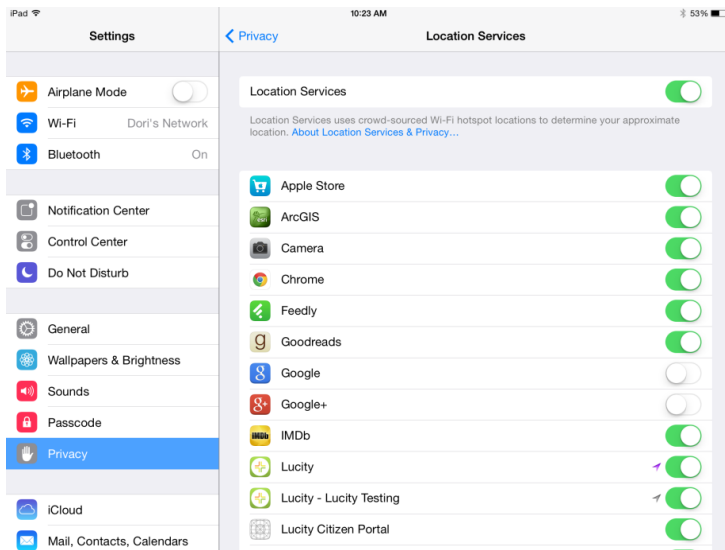 iPad
10:23 AM
53%
Settings
Privacy
Location Services
Airplane Mode
Wi-Fi Dori's Network
Bluetooth On
Notification Center
Control Center
Do Not Disturb
General
Wallpapers & Brightness
Sounds
Passcode
Privacy
iCloud
Mail, Contacts, Calendars
Location Services
Location Services uses crowd-sourced Wi-Fi hotspot locations to determine your approximate
location. About Location Services & Privacy...
Apple Store
esri ArcGIS
Camera
Chrome
Feedly
g Goodreads
8 Google
g+ Google+
IMDb IMDb
Lucity
Lucity - Lucity Testing
Lucity Citizen Portal